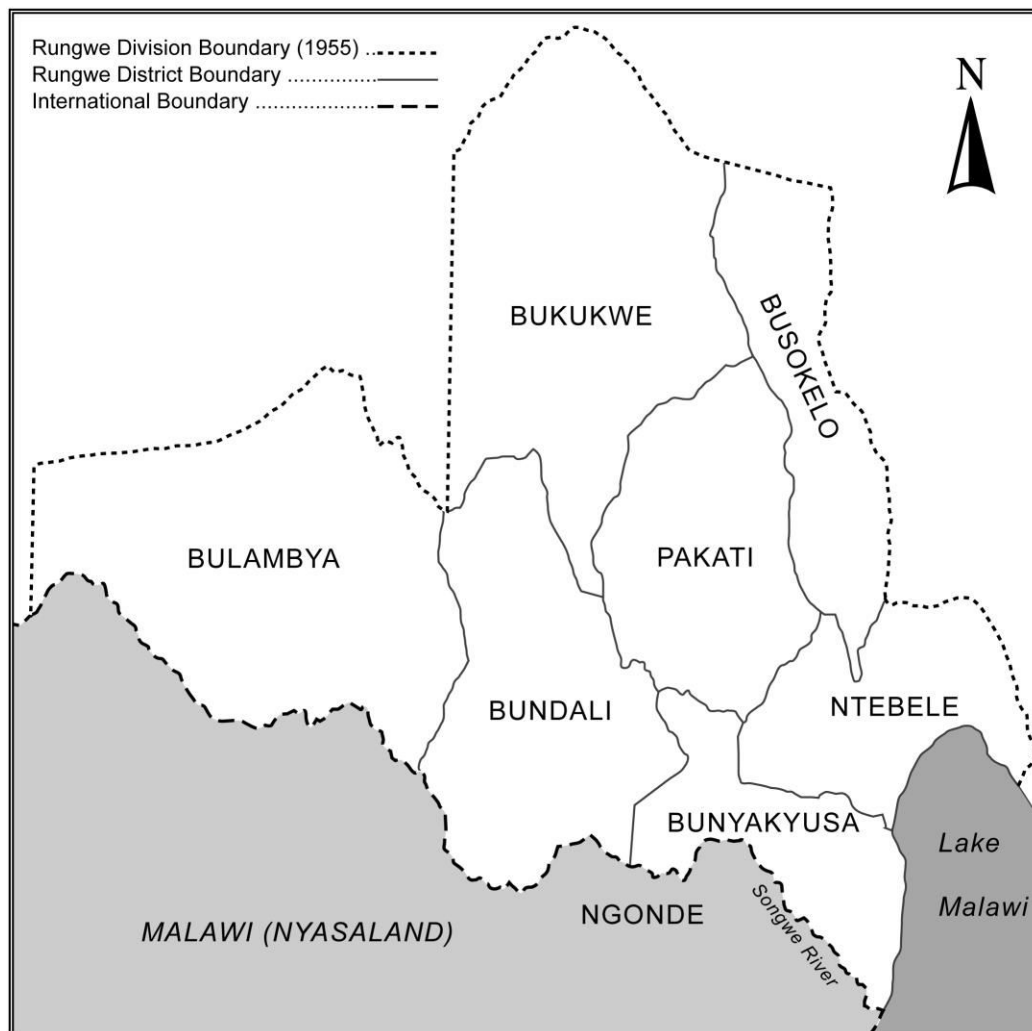 Rungwe Division Boundary (1955)
Rungwe District Boundary
International Boundary
N
BUKUKWE
BUSOKELO
BULAMBYA
PAKATI
BUNDALI
NTEBELE
BUNYAKYUSA
Lake
Malawi
NGONDE
Songwe River
MALAWI (NYASALAND)